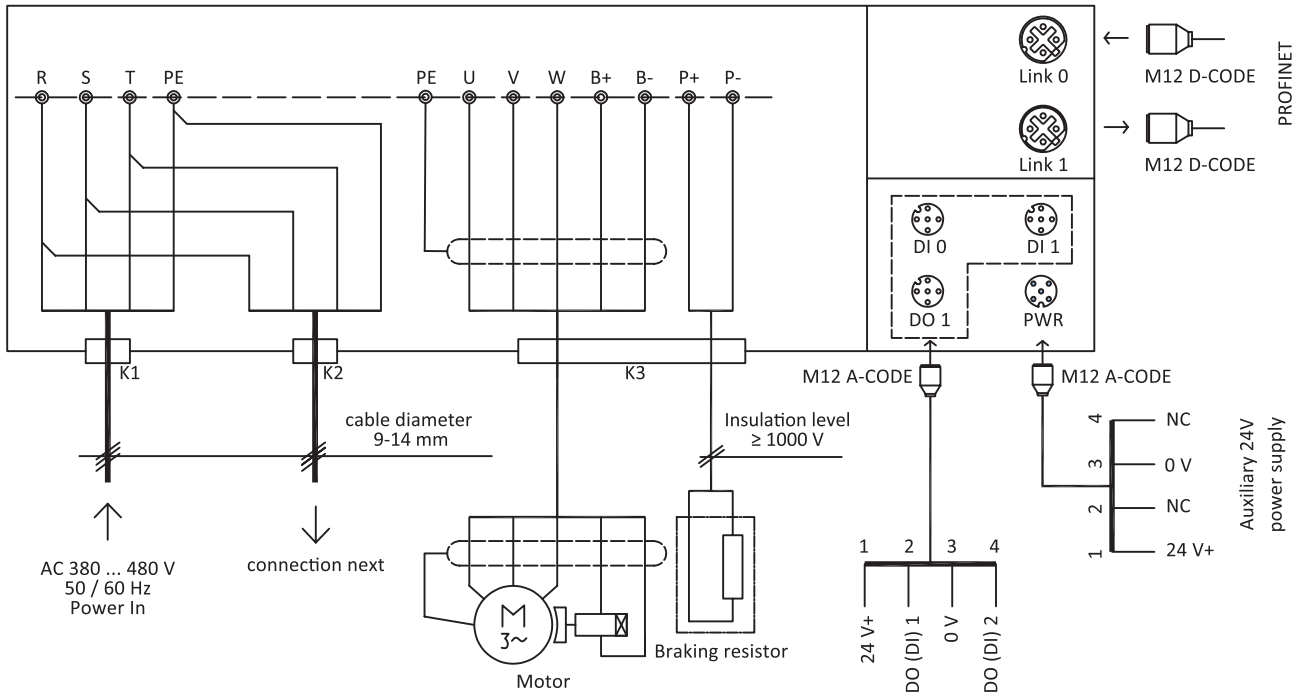 R S T PE
PE U V W B+ B- P+ P-
Link 0
M12 D-CODE
Link 1
M12 D-CODE
PROFINET
DI 0
DI 1
DO 1
PWR
K1
K2
K3
M12 A-CODE
M12 A-CODE
cable diameter
9-14 mm
Insulation level
≥ 1000 V
AC 380 ... 480 V
50 / 60 Hz
Power In
connection next
M
3~
Motor
Braking resistor
1 2 3 4
24 V+
DO (DI) 1
0 V
DO (DI) 2
4 NC
3 0 V
2 NC
1 24 V+
Auxiliary 24V
power supply